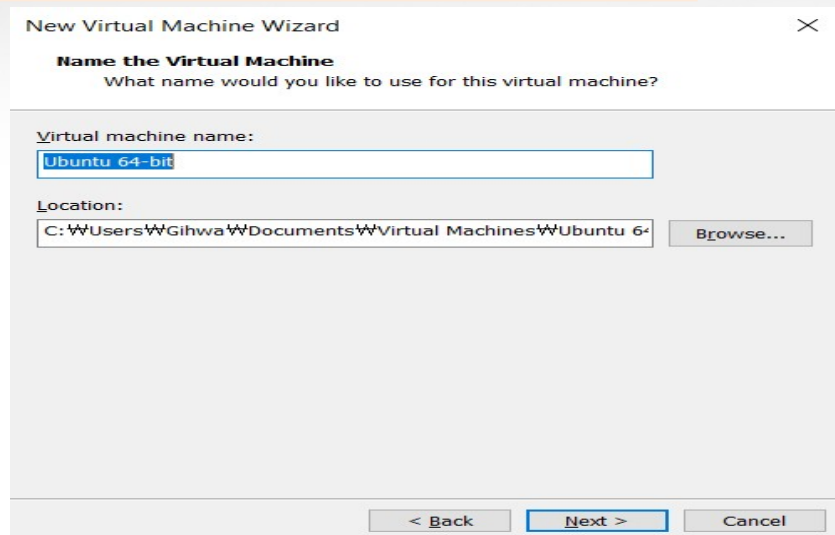 New Virtual Machine Wizard
Name the Virtual Machine
What name would you like to use for this virtual machine?
Virtual machine name:
Ubuntu 64-bit
Location:
C:₩Users₩Gihwa₩Documents₩Virtual Machines₩Ubuntu 64
Browse...
< Back
Next >
Cancel